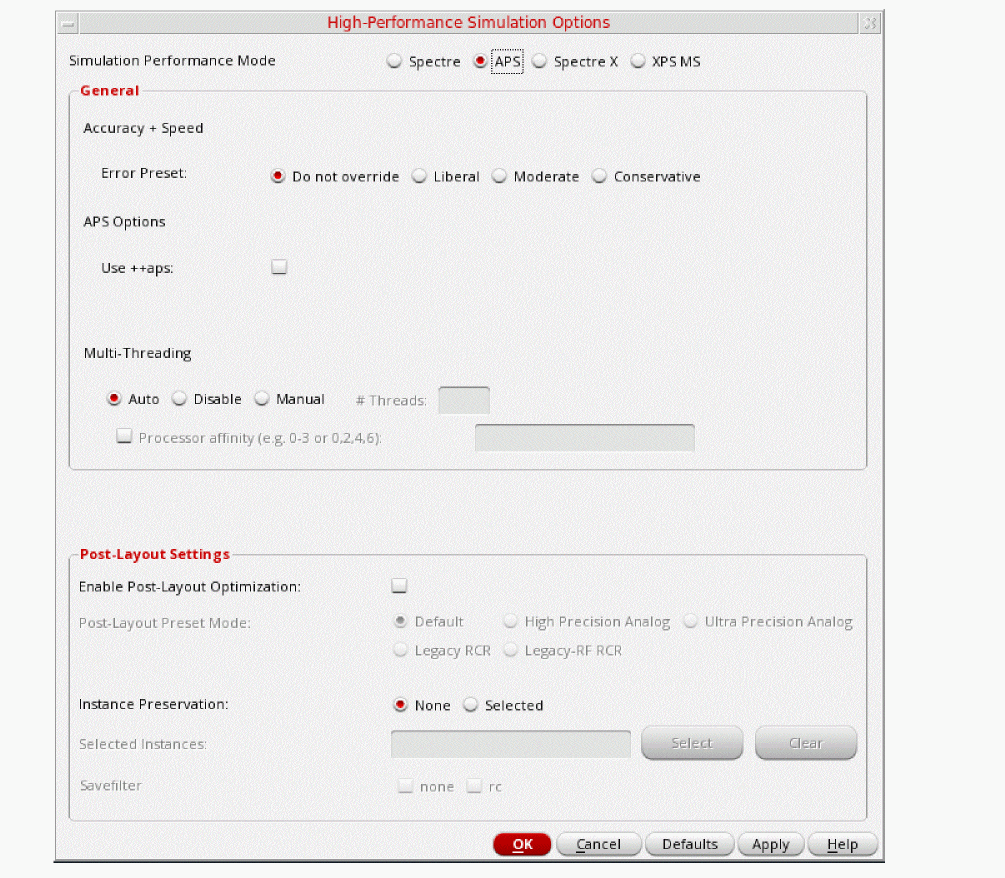 High-Performance Simulation Options
Simulation Performance Mode Spectre APS Spectre X XPS MS
General
Accuracy + Speed
Error Preset: Do not override Liberal Moderate Conservative
APS Options
Use ++aps:
Multi-Threading
Auto Disable Manual # Threads:
Processor affinity (e.g. 0-3 or 0,2,4,6):
Post-Layout Settings
Enable Post-Layout Optimization:
Post-Layout Preset Mode: Default High Precision Analog Ultra Precision Analog
Legacy RCR Legacy-RF RCR
Instance Preservation: None Selected
Selected Instances: Select Clear
Savefilter none rc
OK Cancel Defaults Apply Help